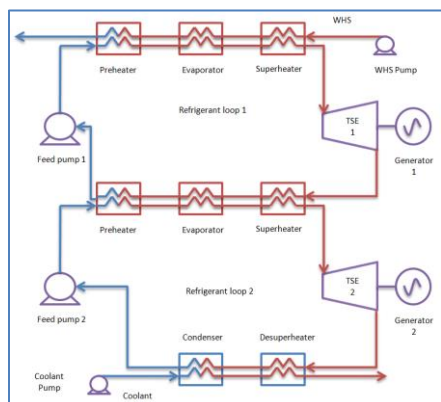 WHS
Preheater
Evaporator
Superheater
WHS Pump
Refrigerant loop 1
TSE
1
Feed pump 1
Generator
1
Preheater
Evaporator
Superheater
TSE
2
Refrigerant loop 2
Feed pump 2
Generator
2
Condenser
Desuperheater
Coolant
Pump
Coolant